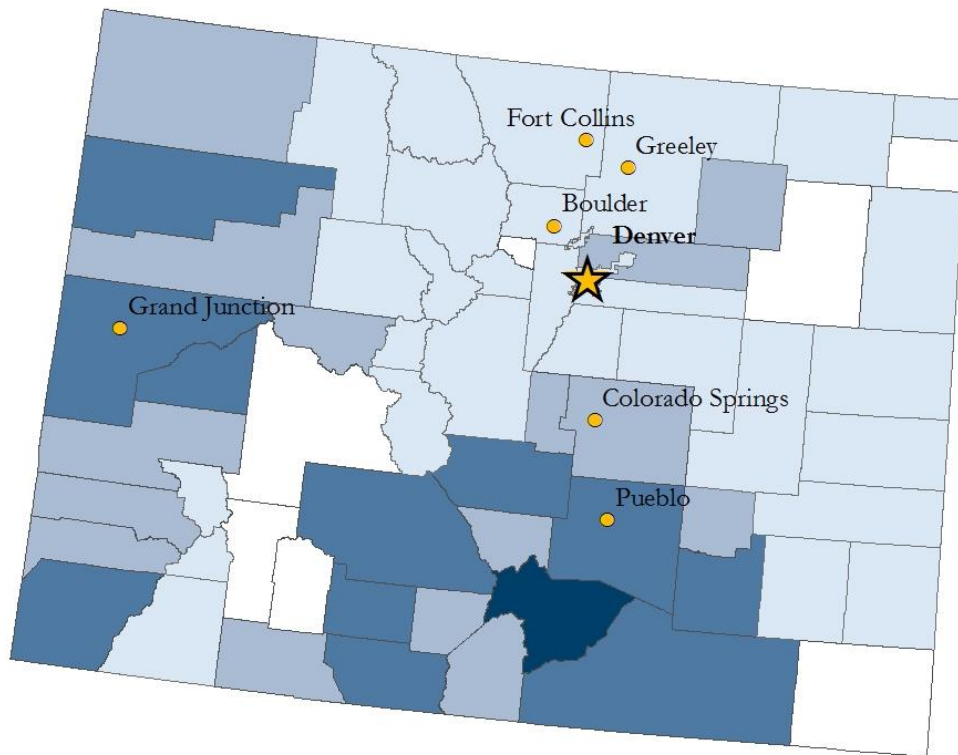 Fort Collins
Greeley
Boulder
Denver
Grand Junction
Colorado Springs
Pueblo